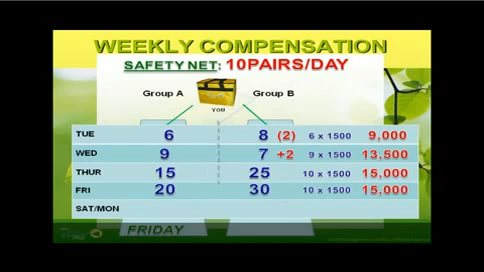 WEEKLY COMPENSATION
SAFETY NET: 10PAIRS/DAY
Group A Group B
YOU
TUE 6 8 (2) 6 x 1500 9,000
WED 9 7 +2 9 x 1500 13,500
THUR 15 25 10 x 1500 15,000
FRI 20 30 10 x 1500 15,000
SAT/MON
FRIDAY